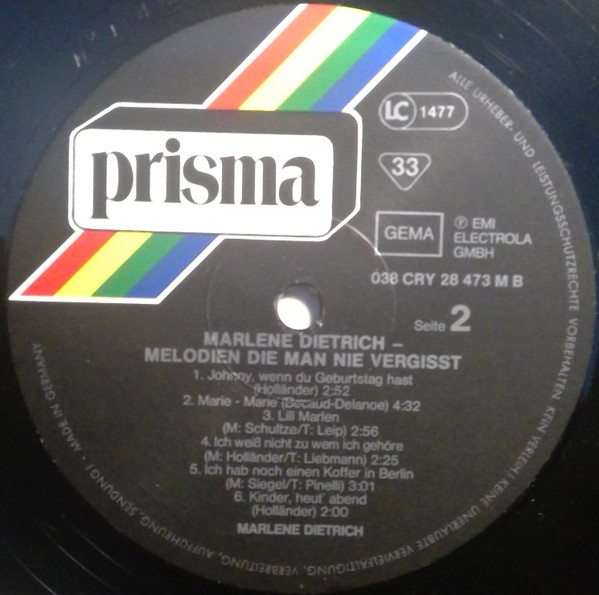 prisma
LC 1477
33
GEMA
℗ EMI
ELECTROLA
GMBH
038 CRY 28 473 M B
Seite 2
MARLENE DIETRICH –
MELODIEN DIE MAN NIE VERGISST
1. Johnny, wenn du Geburtstag hast
(Holländer) 2:52
2. Marie - Marie (Becaud-Delanoe) 4:32
3. Lili Marlen
(M: Schultze/T: Leip) 2:56
4. Ich weiß nicht zu wem ich gehöre
(M: Holländer/T: Liebmann) 2:25
5. Ich hab noch einen Koffer in Berlin
(M: Siegel/T: Pinelli) 3:01
6. Kinder, heut' abend
(Holländer) 2:00
MARLENE DIETRICH
ALLE URHEBER- UND LEISTUNGSSCHUTZRECHTE VORBEHALTEN. KEIN VERLEIH! KEINE UNERLAUBTE VERVIELFÄLTIGUNG, VERBREITUNG, AUFFÜHRUNG, SENDUNG! • MADE IN GERMANY